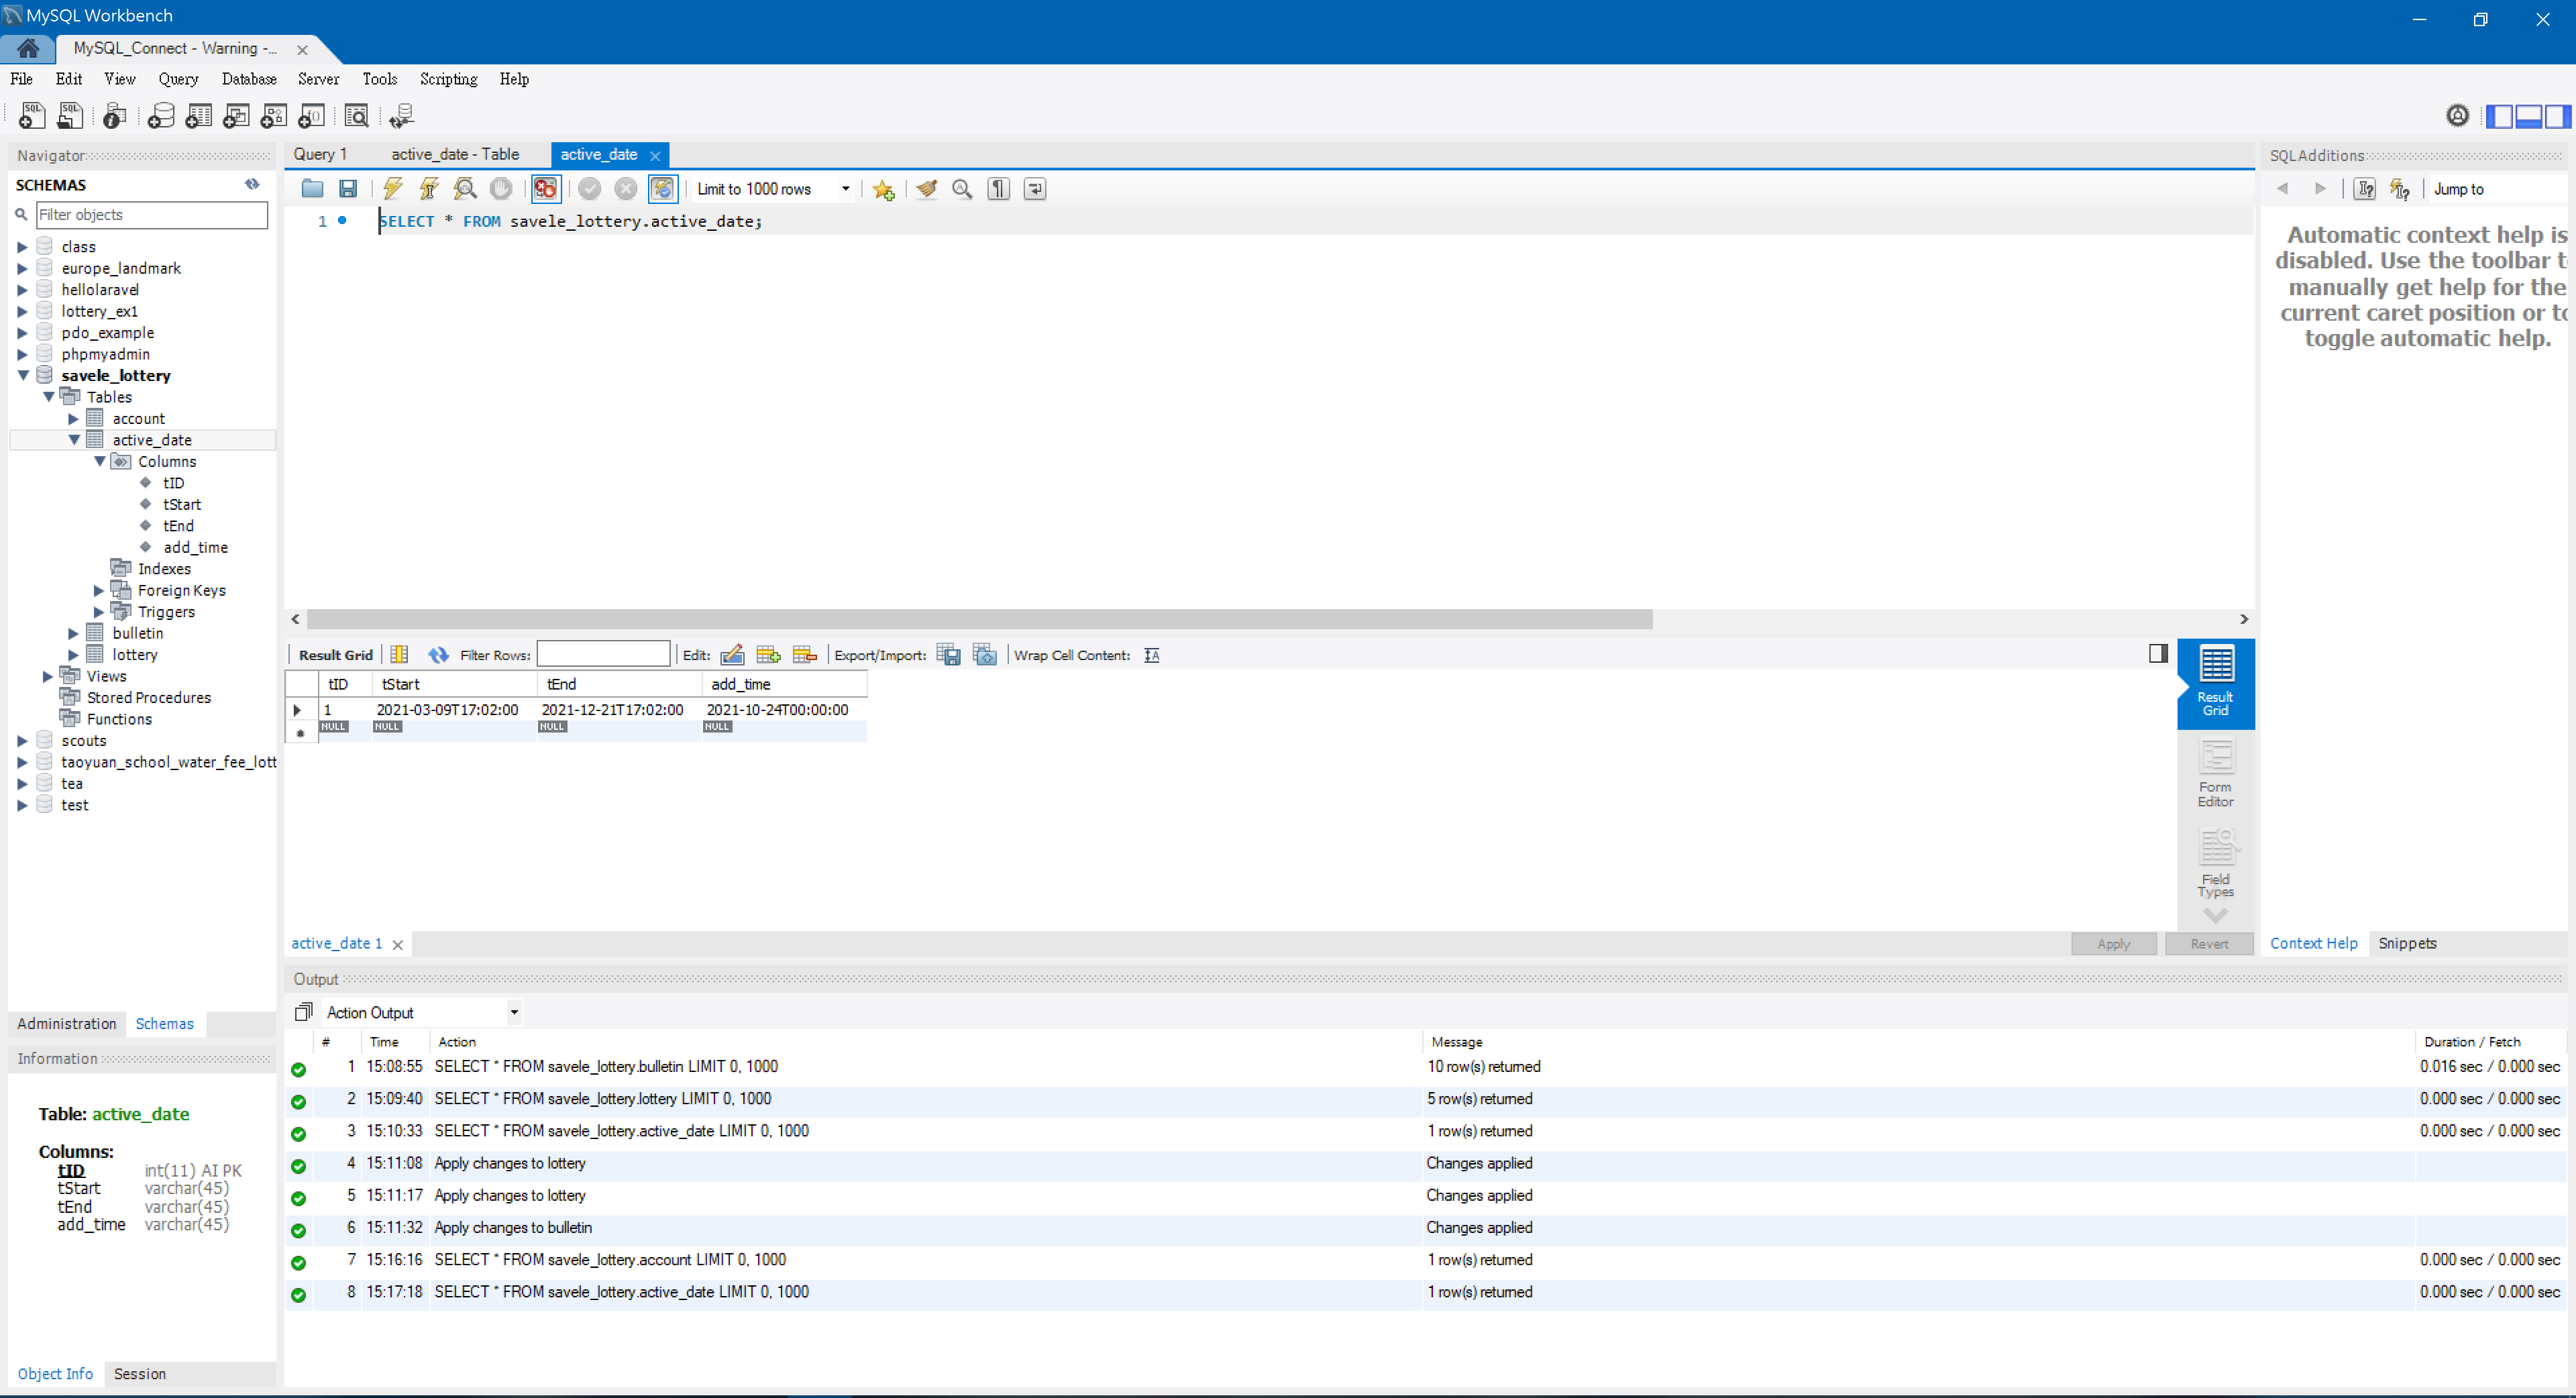 MySQL Workbench
MySQL_Connect - Warning -...
File Edit View Query Database Server Tools Scripting Help
Navigator
SCHEMAS
Filter objects
class
europe_landmark
hellolaravel
lottery_ex1
pdo_example
phpmyadmin
savele_lottery
Tables
account
active_date
Columns
tID
tStart
tEnd
add_time
Indexes
Foreign Keys
Triggers
bulletin
lottery
Views
Stored Procedures
Functions
scouts
taoyuan_school_water_fee_lott
tea
test
Administration Schemas
Information
Table: active_date
Columns:
tID int(11) AI PK
tStart varchar(45)
tEnd varchar(45)
add_time varchar(45)
Object Info Session
Query 1 active_date - Table active_date
Limit to 1000 rows
1 SELECT * FROM savele_lottery.active_date;
Result Grid Filter Rows: Edit: Export/Import: Wrap Cell Content:
tID tStart tEnd add_time
1 2021-03-09T17:02:00 2021-12-21T17:02:00 2021-10-24T00:00:00
NULL NULL NULL NULL
Result
Grid
Form
Editor
Field
Types
active_date 1
Apply Revert
SQLAdditions
Jump to
Automatic context help is
disabled. Use the toolbar t
manually get help for the
current caret position or to
toggle automatic help.
Context Help Snippets
Output
Action Output
# Time Action Message Duration / Fetch
1 15:08:55 SELECT * FROM savele_lottery.bulletin LIMIT 0, 1000 10 row(s) returned 0.016 sec / 0.000 sec
2 15:09:40 SELECT * FROM savele_lottery.lottery LIMIT 0, 1000 5 row(s) returned 0.000 sec / 0.000 sec
3 15:10:33 SELECT * FROM savele_lottery.active_date LIMIT 0, 1000 1 row(s) returned 0.000 sec / 0.000 sec
4 15:11:08 Apply changes to lottery Changes applied
5 15:11:17 Apply changes to lottery Changes applied
6 15:11:32 Apply changes to bulletin Changes applied
7 15:16:16 SELECT * FROM savele_lottery.account LIMIT 0, 1000 1 row(s) returned 0.000 sec / 0.000 sec
8 15:17:18 SELECT * FROM savele_lottery.active_date LIMIT 0, 1000 1 row(s) returned 0.000 sec / 0.000 sec